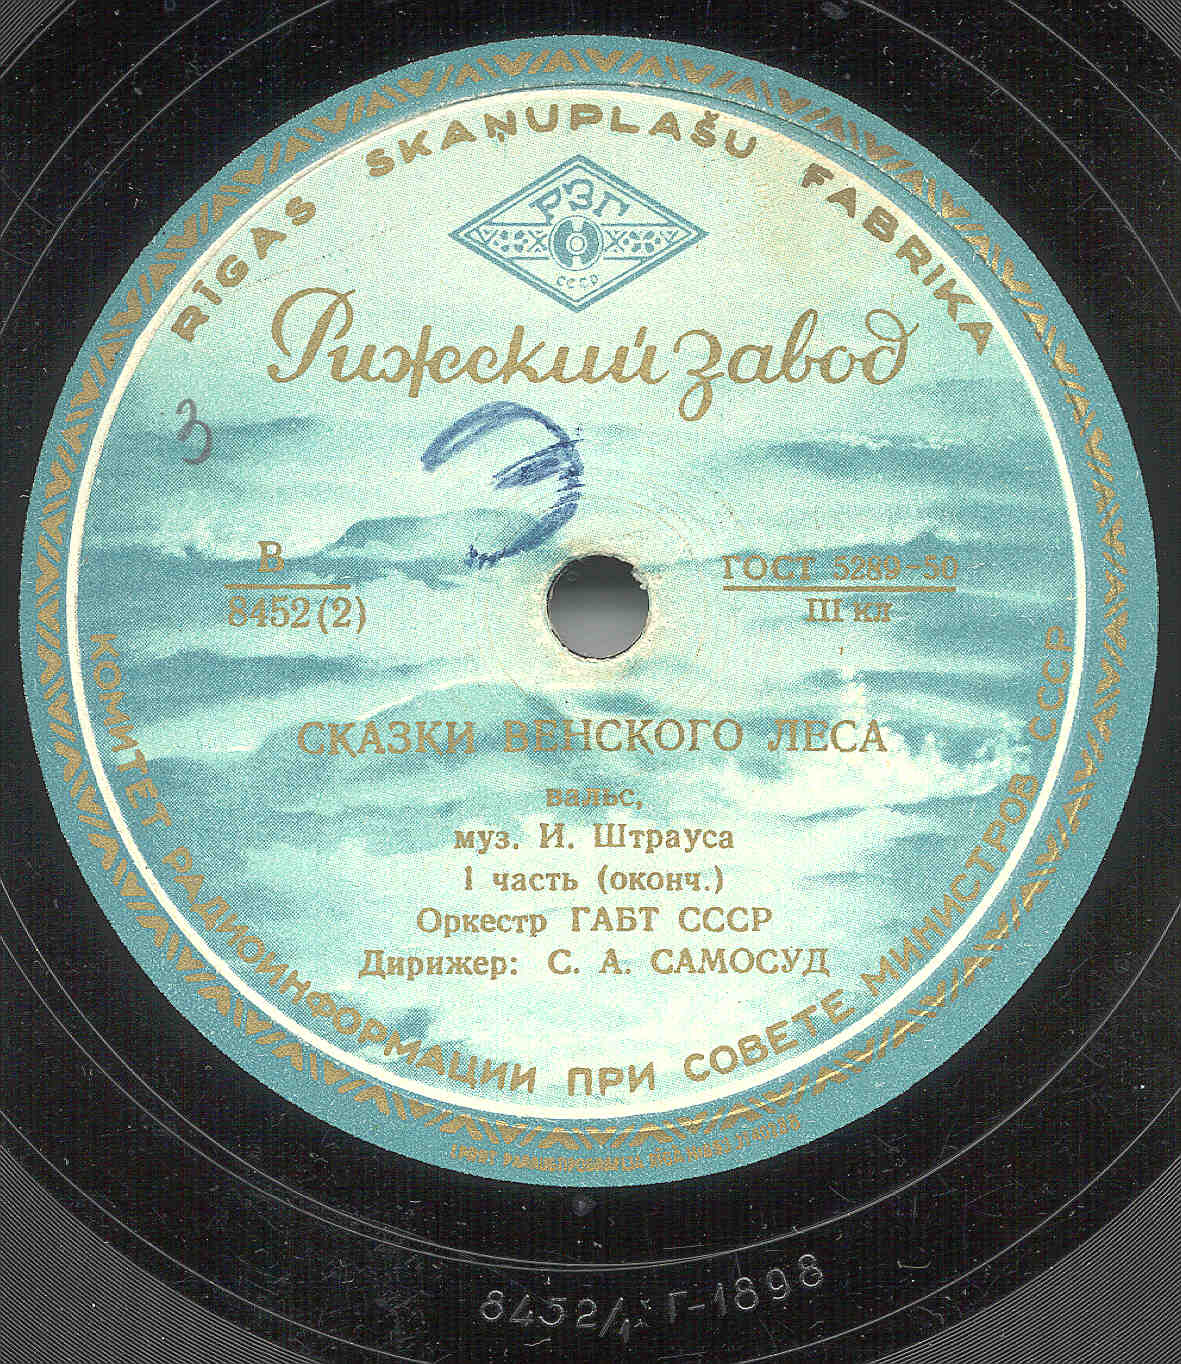 RĪGAS SKAŅUPLAŠU FABRIKA
РЗГ
СССР
Рижский завод
3
Э
В
8452(2)
ГОСТ 5289-50
III кл
СКАЗКИ ВЕНСКОГО ЛЕСА
вальс,
муз. И. Штрауса
1 часть (оконч.)
Оркестр ГАБТ СССР
Дирижер: С. А. САМОСУД
КОМИТЕТ РАДИОИНФОРМАЦИИ ПРИ СОВЕТЕ МИНИСТРОВ СССР
8452/ Г-1898